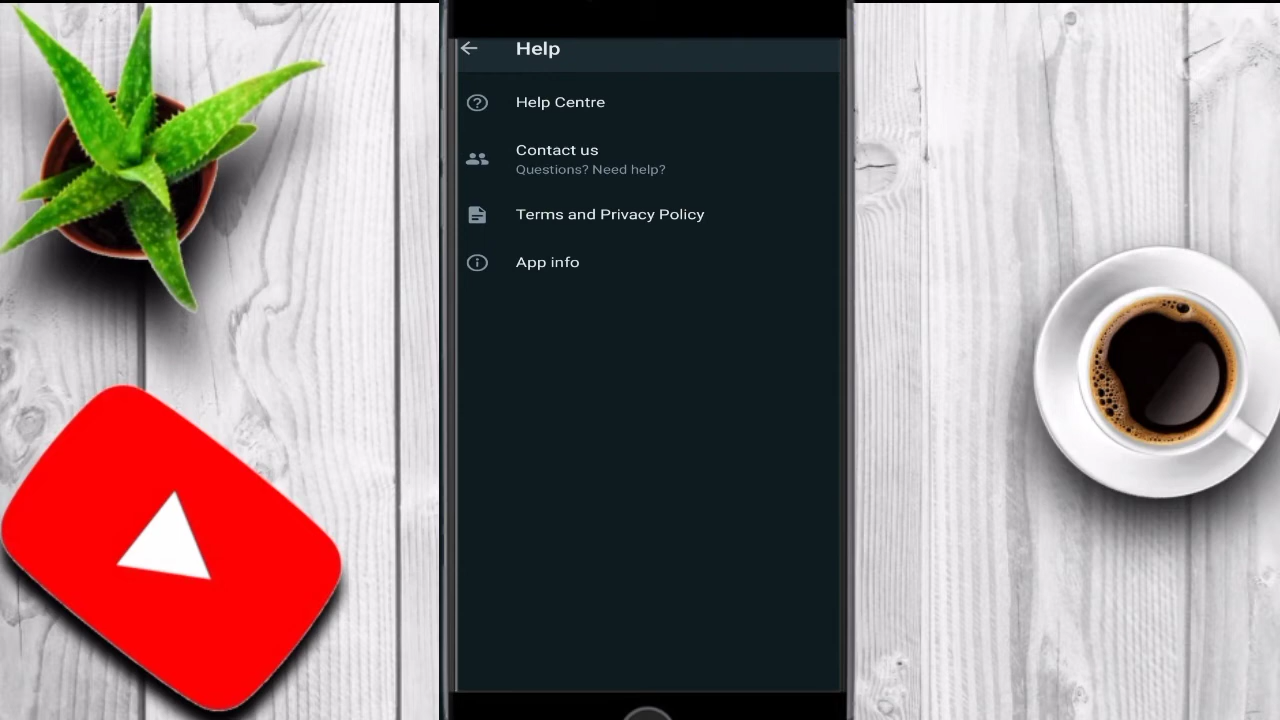 Help
Help Centre
Contact us
Questions? Need help?
Terms and Privacy Policy
App info